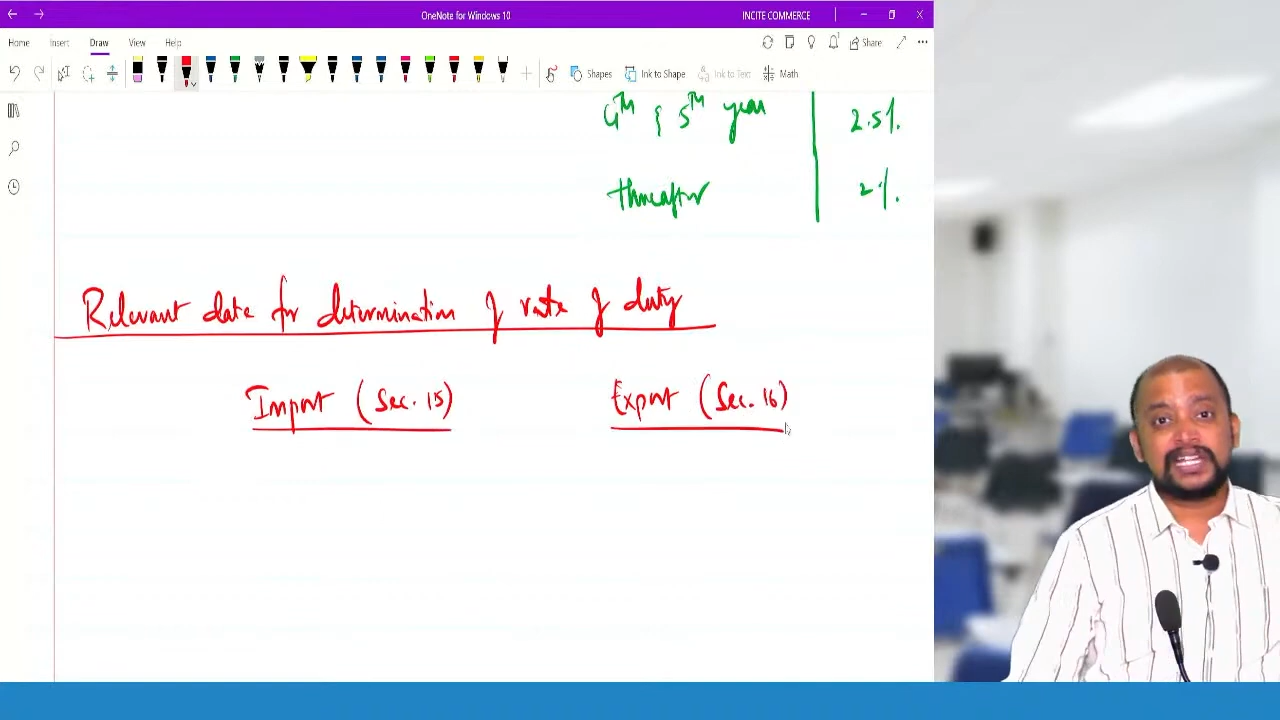 OneNote for Windows 10
INCITE COMMERCE
Home Insert Draw View Help
Share
Shapes Ink to Shape Ink to Text Math
4th & 5th year 2.5%.
threafter 2%.
Relevant date for determination of rate of duty
Import (Sec. 15) Export (Sec. 16)